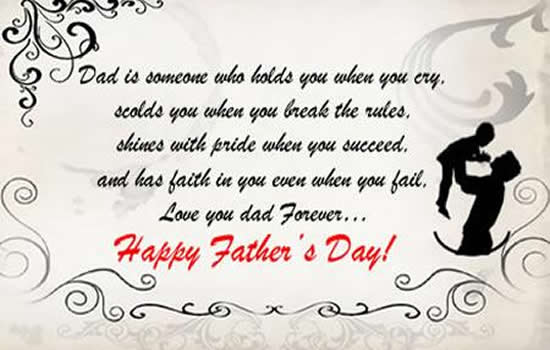 Dad is someone who holds you when you cry,
scolds you when you break the rules,
shines with pride when you succeed,
and has faith in you even when you fail,
Love you dad Forever...
Happy Father's Day!